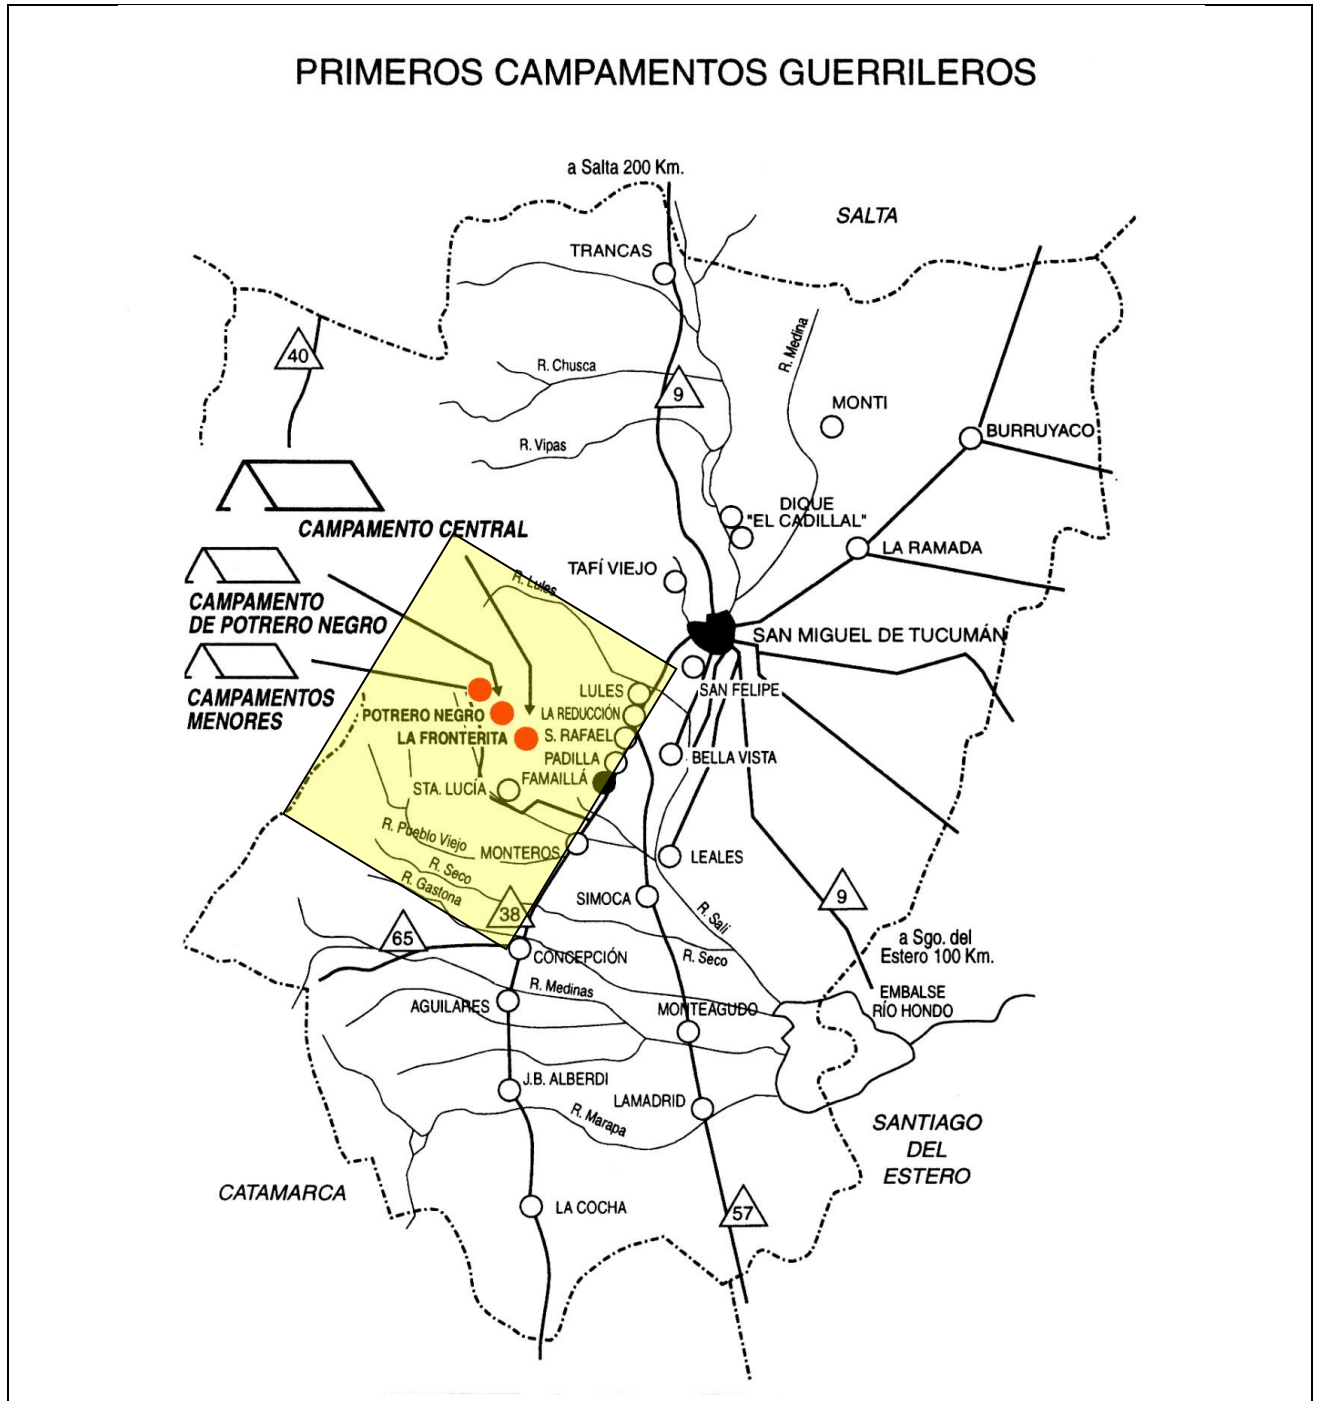 PRIMEROS CAMPAMENTOS GUERRILEROS
a Salta 200 Km.
SALTA
TRANCAS
R. Medina
40
R. Chusca
9
MONTI
BURRUYACO
R. Vipas
DIQUE
"EL CADILLAL"
CAMPAMENTO CENTRAL
LA RAMADA
TAFÍ VIEJO
R. Lules
CAMPAMENTO
DE POTRERO NEGRO
SAN MIGUEL DE TUCUMÁN
CAMPAMENTOS
MENORES
LULES
SAN FELIPE
POTRERO NEGRO
LA REDUCCIÓN
LA FRONTERITA
S. RAFAEL
PADILLA
BELLA VISTA
FAMAILLÁ
STA. LUCÍA
R. Pueblo Viejo
MONTEROS
LEALES
R. Seco
R. Gastona
SIMOCA
9
38
R. Salí
65
a Sgo. del
Estero 100 Km.
CONCEPCIÓN
R. Seco
R. Medinas
EMBALSE
RÍO HONDO
AGUILARES
MONTEAGUDO
J.B. ALBERDI
LAMADRID
R. Marapa
SANTIAGO
DEL
ESTERO
CATAMARCA
LA COCHA
57